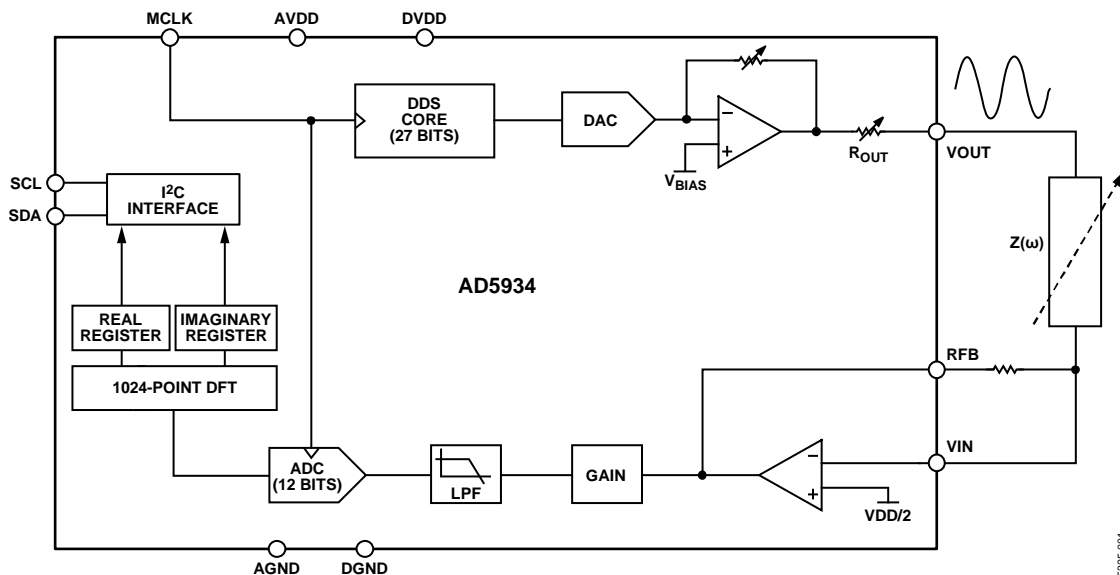 MCLK
AVDD
DVDD
DDS
CORE
(27 BITS)
DAC
−
+
VBIAS
ROUT
VOUT
SCL
SDA
I2C
INTERFACE
Z(ω)
AD5934
REAL
REGISTER
IMAGINARY
REGISTER
1024-POINT DFT
RFB
VIN
ADC
(12 BITS)
LPF
GAIN
−
+
VDD/2
AGND
DGND